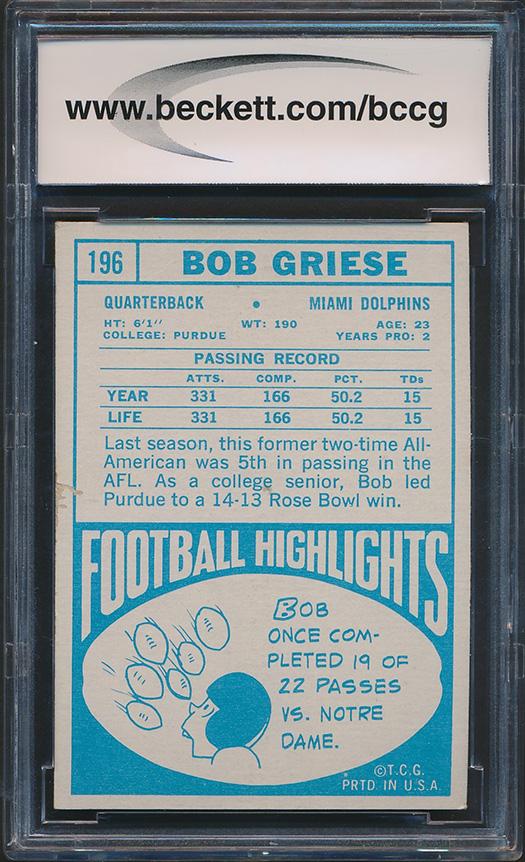 www.beckett.com/bccg
196 BOB GRIESE
QUARTERBACK • MIAMI DOLPHINS
HT: 6'1" WT: 190 AGE: 23
COLLEGE: PURDUE YEARS PRO: 2
PASSING RECORD
ATTS. COMP. PCT. TDs
YEAR 331 166 50.2 15
LIFE 331 166 50.2 15
Last season, this former two-time All-
American was 5th in passing in the
AFL. As a college senior, Bob led
Purdue to a 14-13 Rose Bowl win.
FOOTBALL HIGHLIGHTS
BOB
ONCE COM-
PLETED 19 OF
22 PASSES
VS. NOTRE
DAME.
©T.C.G.
PRTD. IN U.S.A.